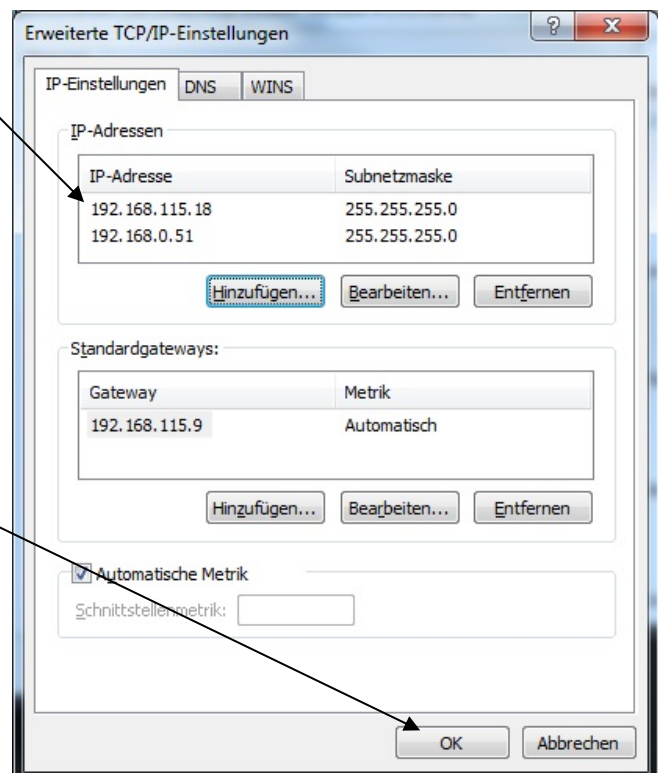 Erweiterte TCP/IP-Einstellungen
IP-Einstellungen DNS WINS
IP-Adressen
IP-Adresse Subnetzmaske
192.168.115.18 255.255.255.0
192.168.0.51 255.255.255.0
Hinzufügen... Bearbeiten... Entfernen
Standardgateways:
Gateway Metrik
192.168.115.9 Automatisch
Hinzufügen... Bearbeiten... Entfernen
Automatische Metrik
Schnittstellenmetrik:
OK Abbrechen